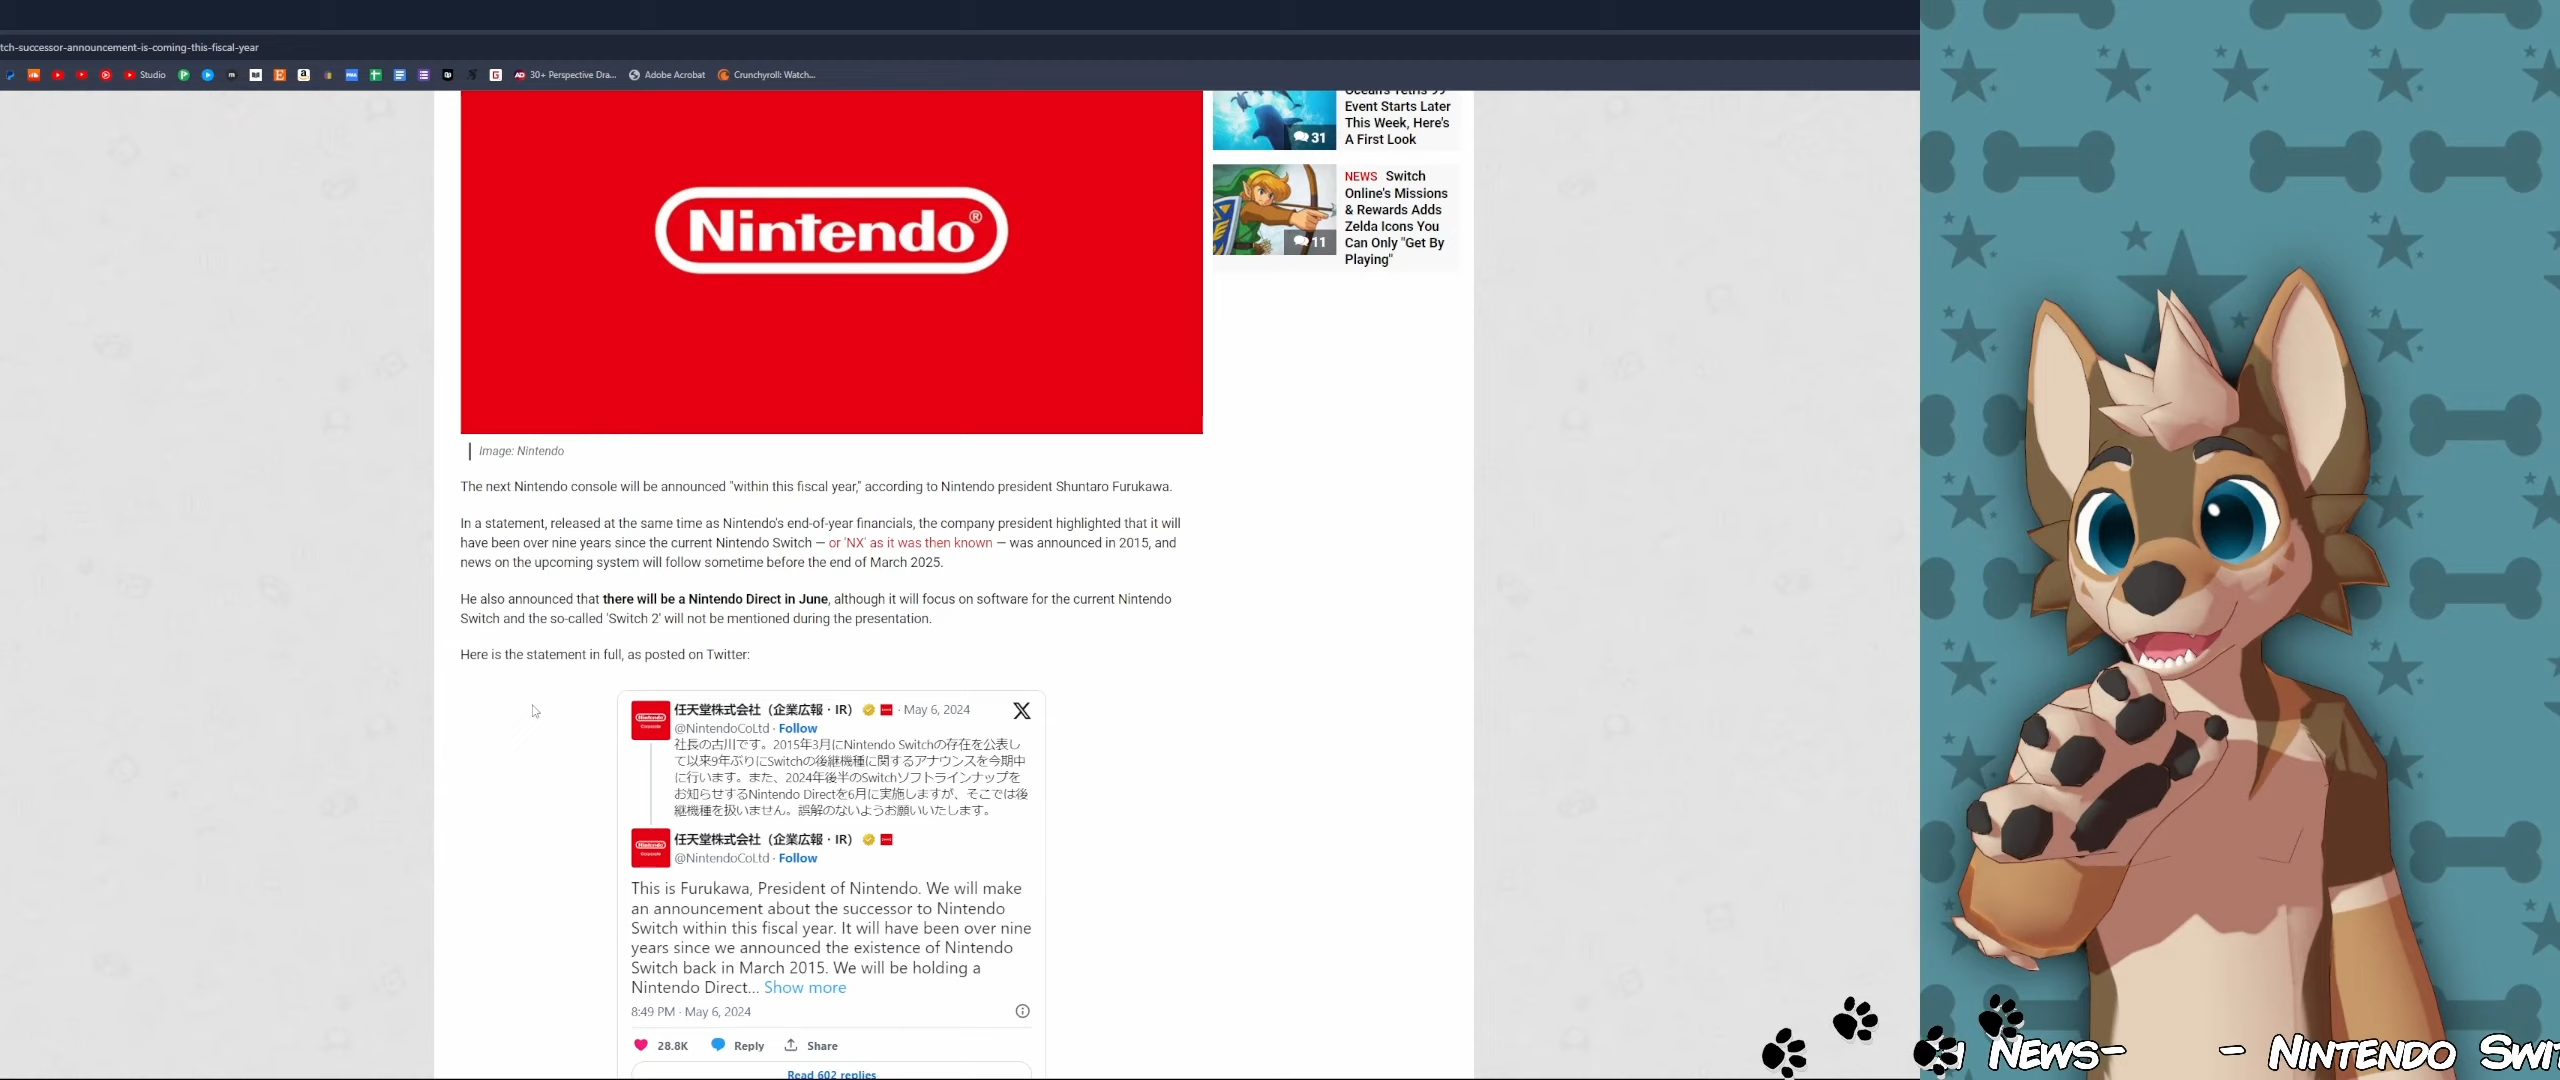 tch-successor-announcement-is-coming-this-fiscal-year
Studio
30+ Perspective Dra...
Adobe Acrobat
Crunchyroll: Watch...
Nintendo®
Ocean's Tetris 99
Event Starts Later
This Week, Here's
A First Look
31
NEWS Switch
Online's Missions
& Rewards Adds
Zelda Icons You
Can Only "Get By
Playing"
11
Image: Nintendo
The next Nintendo console will be announced "within this fiscal year," according to Nintendo president Shuntaro Furukawa.
In a statement, released at the same time as Nintendo's end-of-year financials, the company president highlighted that it will
have been over nine years since the current Nintendo Switch — or 'NX' as it was then known — was announced in 2015, and
news on the upcoming system will follow sometime before the end of March 2025.
He also announced that there will be a Nintendo Direct in June, although it will focus on software for the current Nintendo
Switch and the so-called 'Switch 2' will not be mentioned during the presentation.
Here is the statement in full, as posted on Twitter:
任天堂株式会社（企業広報・IR） · May 6, 2024
@NintendoCoLtd · Follow
社長の古川です。2015年3月にNintendo Switchの存在を公表し
て以来9年ぶりにSwitchの後継機種に関するアナウンスを今期中
に行います。また、2024年後半のSwitchソフトラインナップを
お知らせするNintendo Directを6月に実施しますが、そこでは後
継機種を扱いません。誤解のないようお願いいたします。
任天堂株式会社（企業広報・IR）
@NintendoCoLtd · Follow
This is Furukawa, President of Nintendo. We will make
an announcement about the successor to Nintendo
Switch within this fiscal year. It will have been over nine
years since we announced the existence of Nintendo
Switch back in March 2015. We will be holding a
Nintendo Direct... Show more
8:49 PM · May 6, 2024
28.8K Reply Share
Read 602 replies
News- - Nintendo Swit